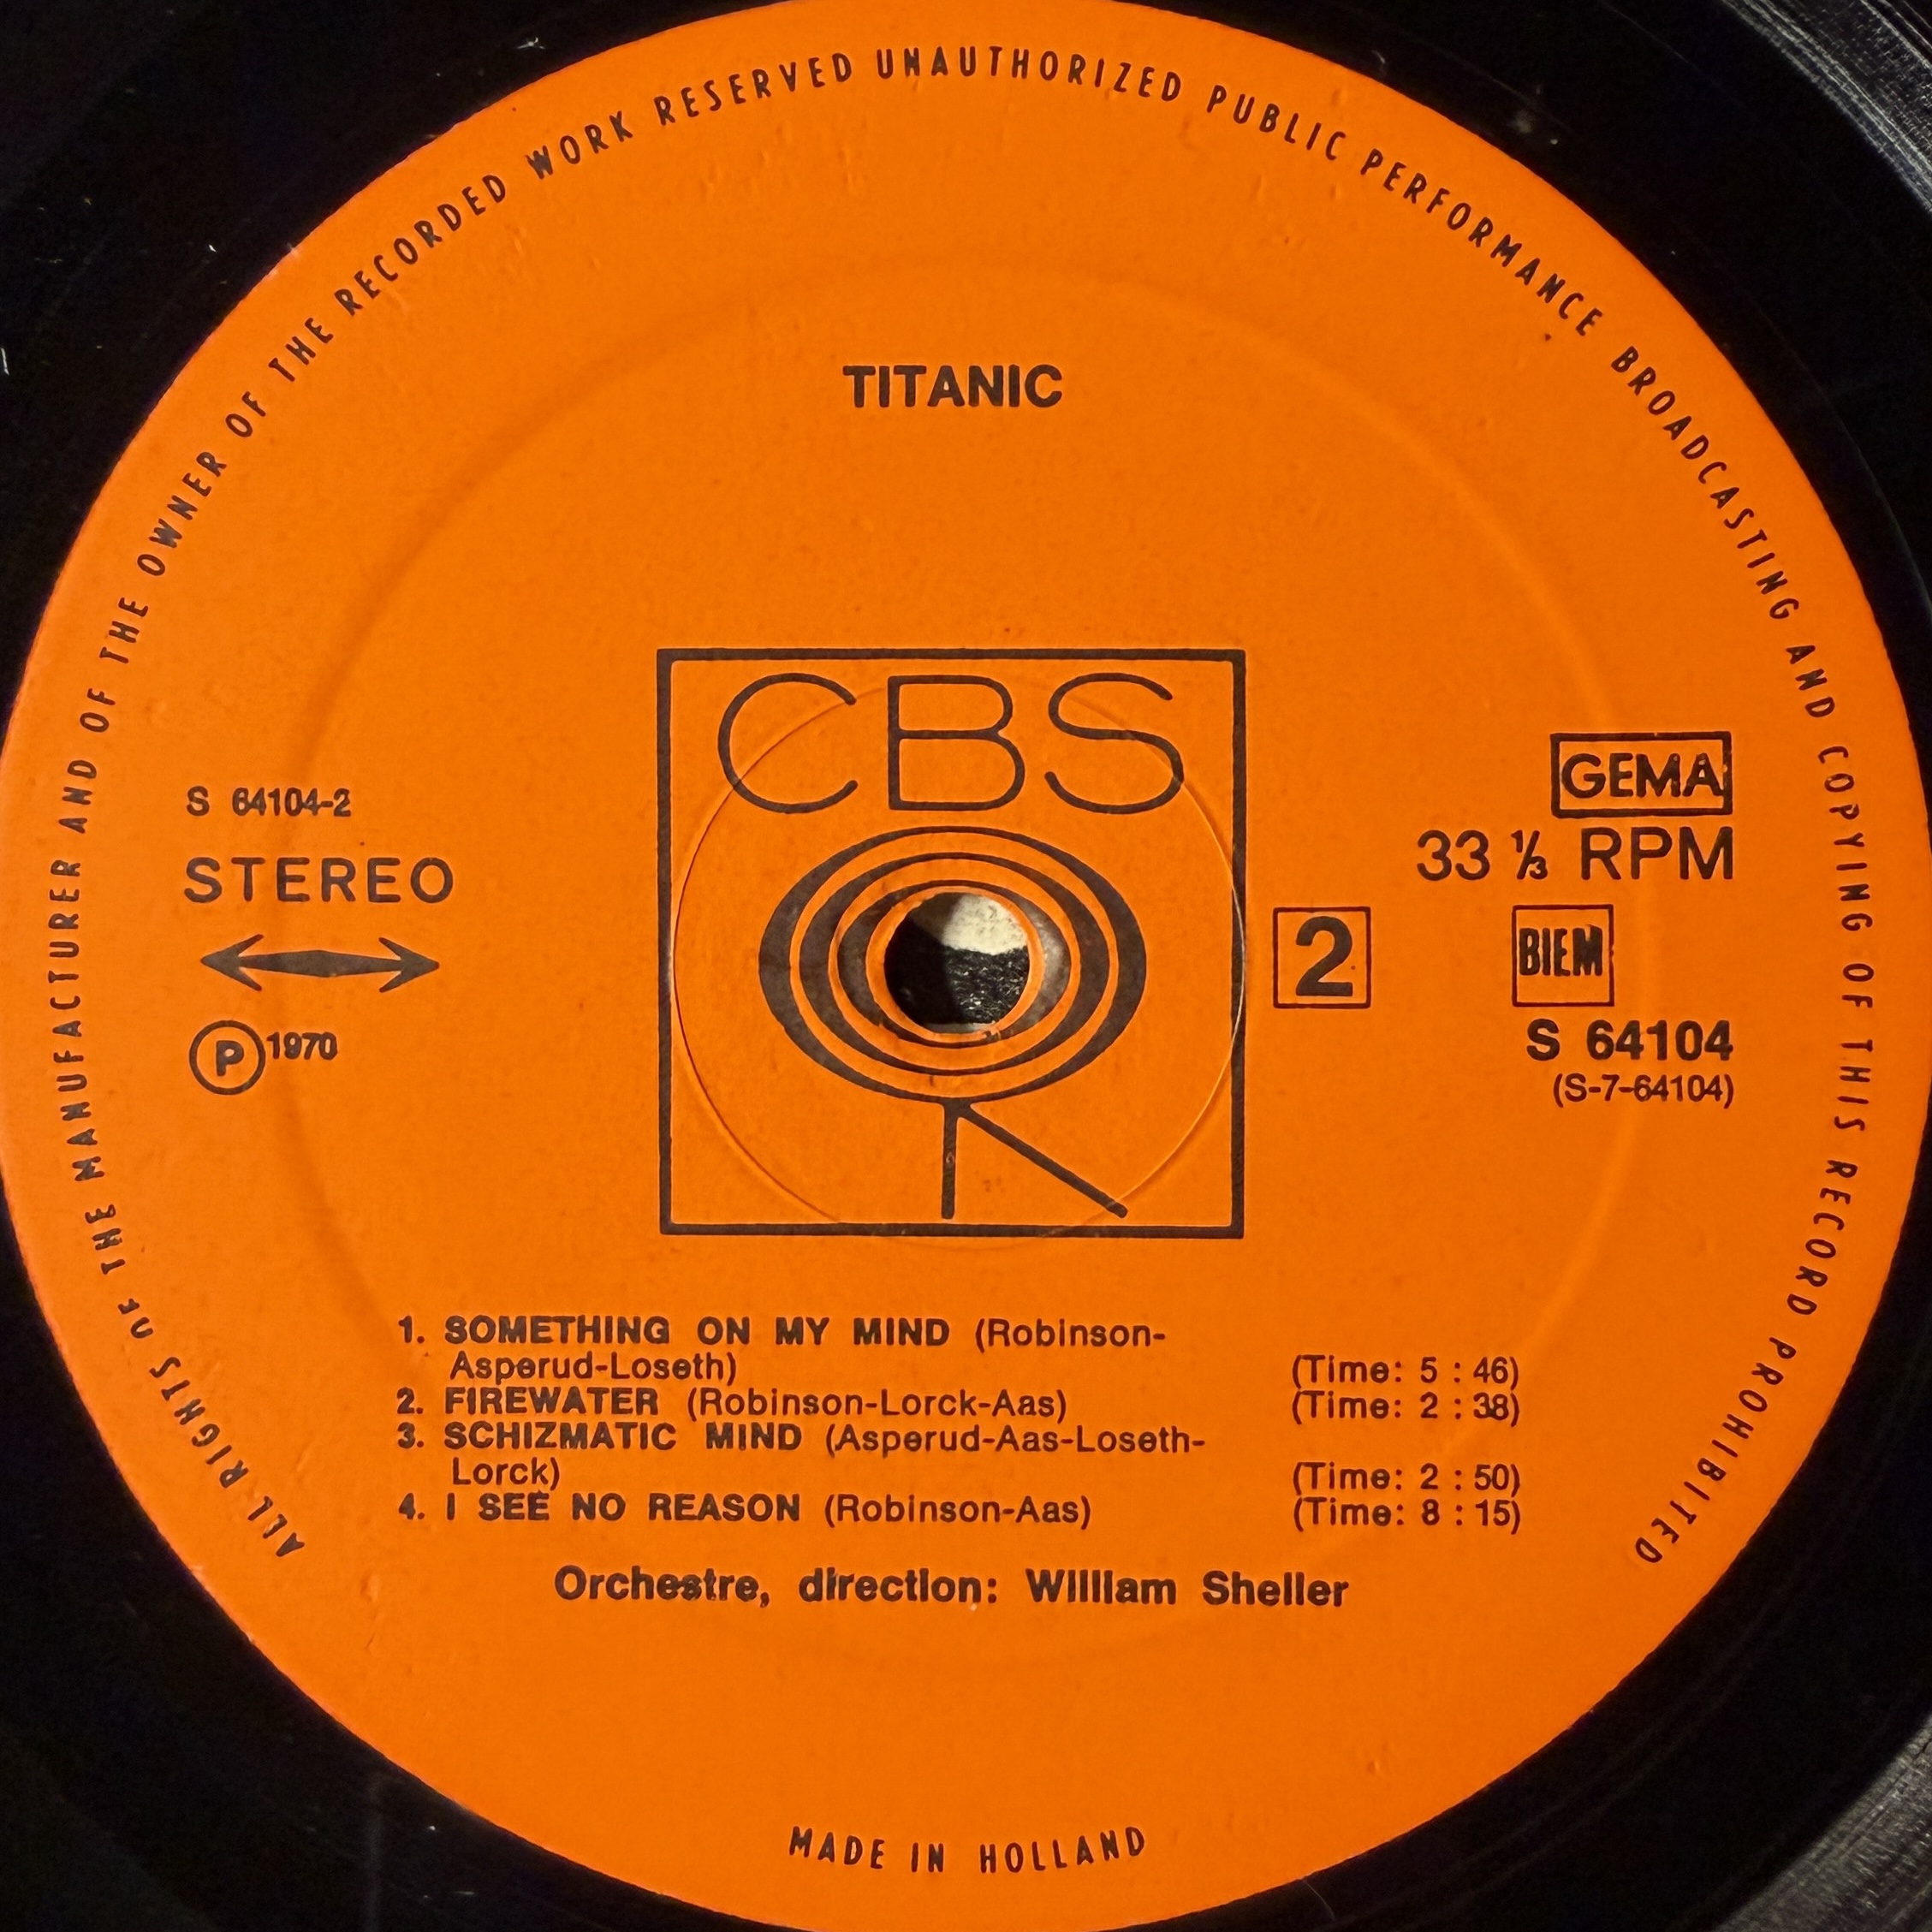 ALL RIGHTS OF THE MANUFACTURER AND OF THE OWNER OF THE RECORDED WORK RESERVED UNAUTHORIZED PUBLIC PERFORMANCE BROADCASTING AND COPYING OF THIS RECORD PROHIBITED
TITANIC
CBS
S 64104-2
STEREO
℗ 1970
GEMA
33 ⅓ RPM
2
BIEM
S 64104
(S-7-64104)
1. SOMETHING ON MY MIND (Robinson-
Asperud-Loseth) (Time: 5 : 46)
2. FIREWATER (Robinson-Lorck-Aas) (Time: 2 : 38)
3. SCHIZMATIC MIND (Asperud-Aas-Loseth-
Lorck) (Time: 2 : 50)
4. I SEE NO REASON (Robinson-Aas) (Time: 8 : 15)
Orchestre, direction: William Sheller
MADE IN HOLLAND